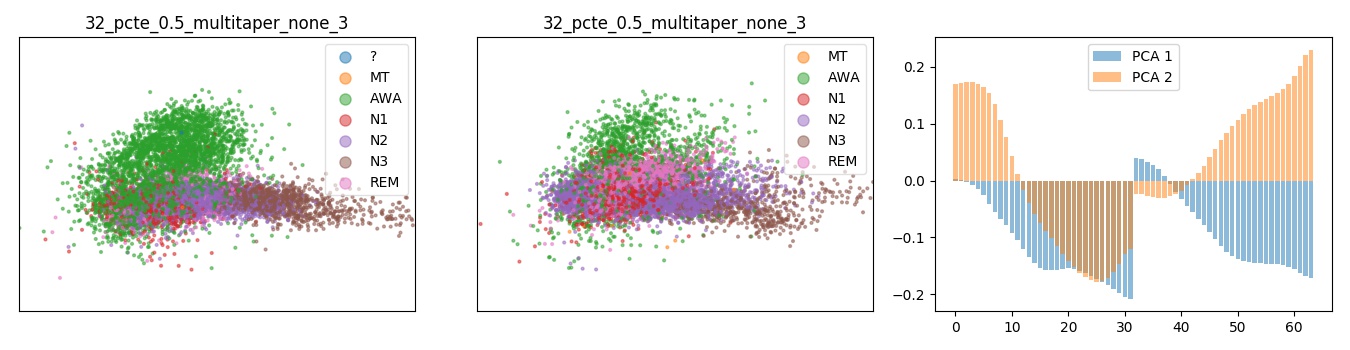 32_pcte_0.5_multitaper_none_3
?
MT
AWA
N1
N2
N3
REM
32_pcte_0.5_multitaper_none_3
MT
AWA
N1
N2
N3
REM
PCA 1
PCA 2
0.2
0.1
0.0
−0.1
−0.2
0 10 20 30 40 50 60